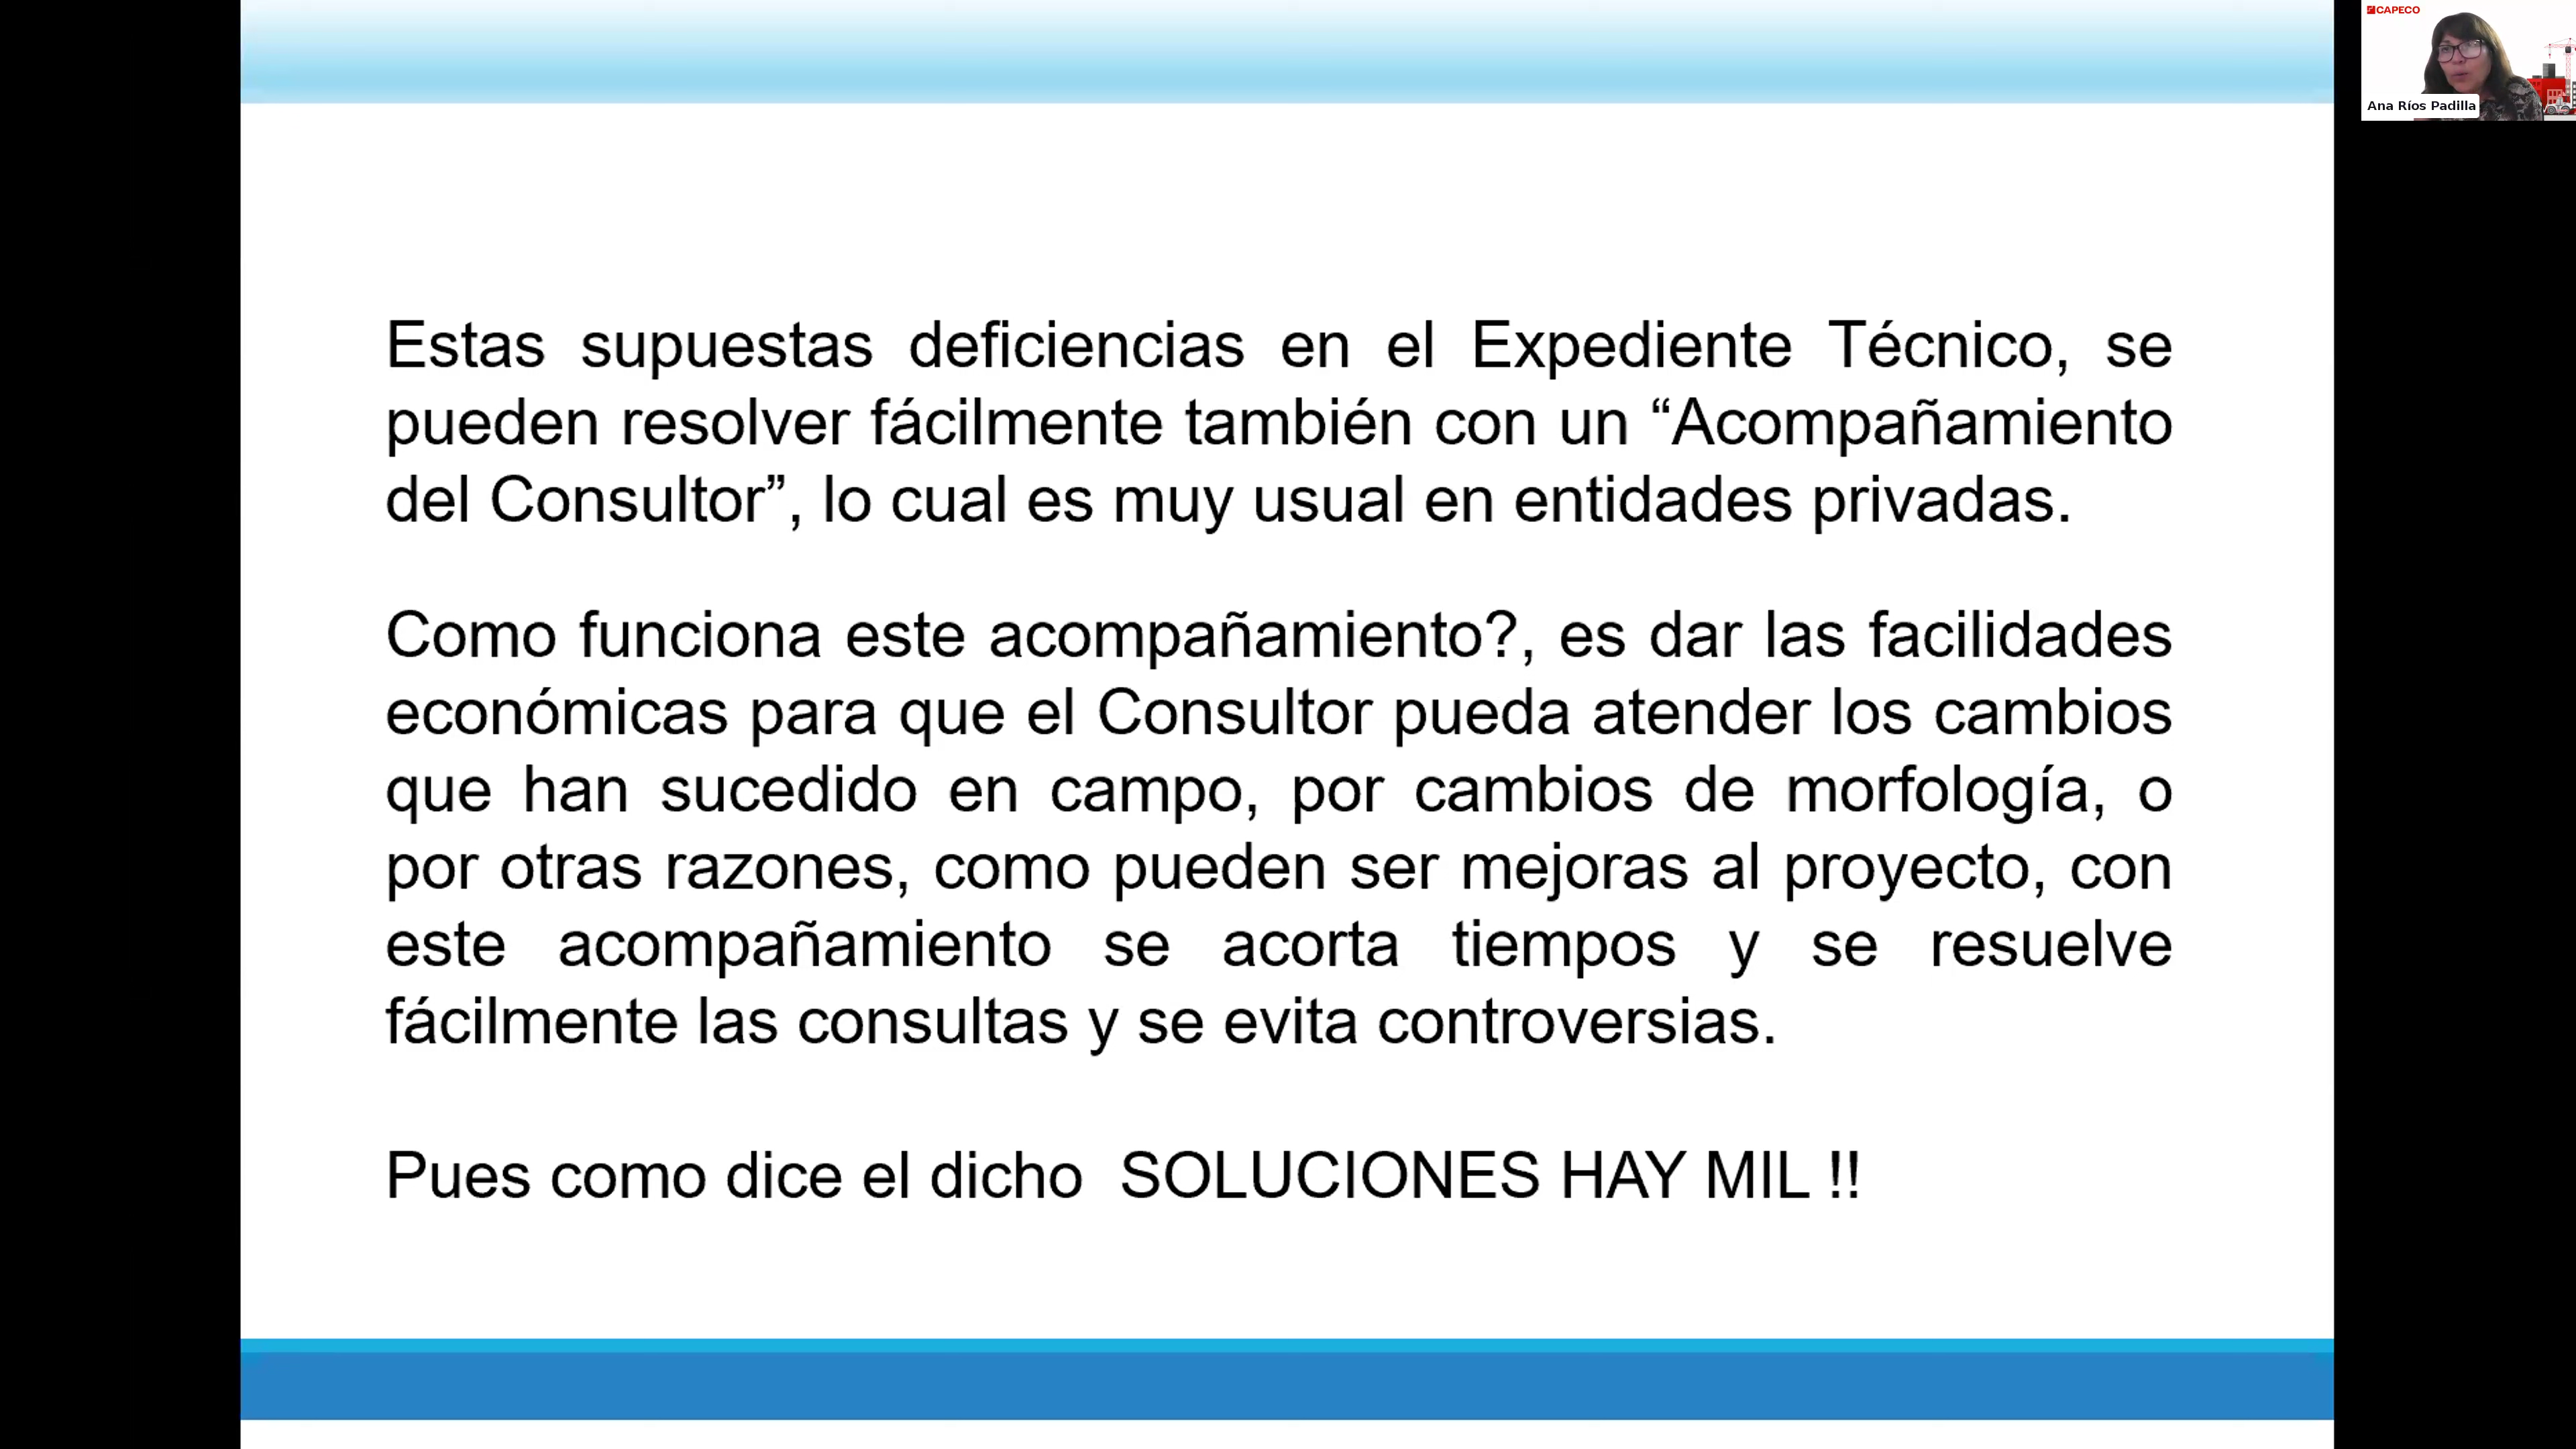 CAPECO
Ana Ríos Padilla
Estas supuestas deficiencias en el Expediente Técnico, se
pueden resolver fácilmente también con un “Acompañamiento
del Consultor”, lo cual es muy usual en entidades privadas.
Como funciona este acompañamiento?, es dar las facilidades
económicas para que el Consultor pueda atender los cambios
que han sucedido en campo, por cambios de morfología, o
por otras razones, como pueden ser mejoras al proyecto, con
este acompañamiento se acorta tiempos y se resuelve
fácilmente las consultas y se evita controversias.
Pues como dice el dicho  SOLUCIONES HAY MIL !!